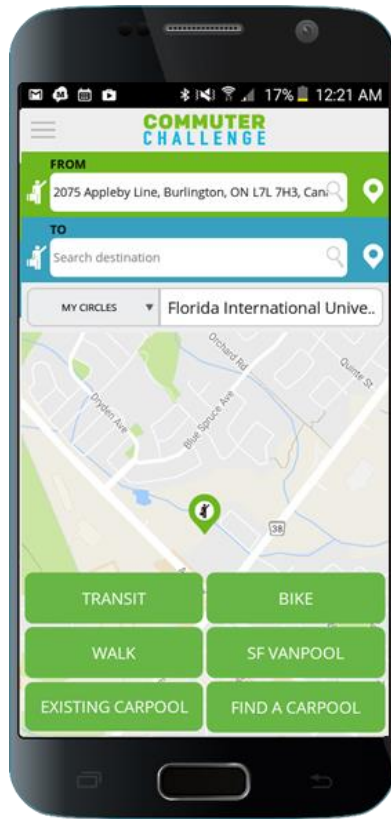 17% 12:21 AM
COMMUTER
CHALLENGE
FROM
2075 Appleby Line, Burlington, ON L7L 7H3, Can
TO
Search destination
MY CIRCLES Florida International Unive..
Orchard Rd
Quinte St
Dryden Ave
Blue Spruce Ave
38
TRANSIT BIKE
WALK SF VANPOOL
EXISTING CARPOOL FIND A CARPOOL